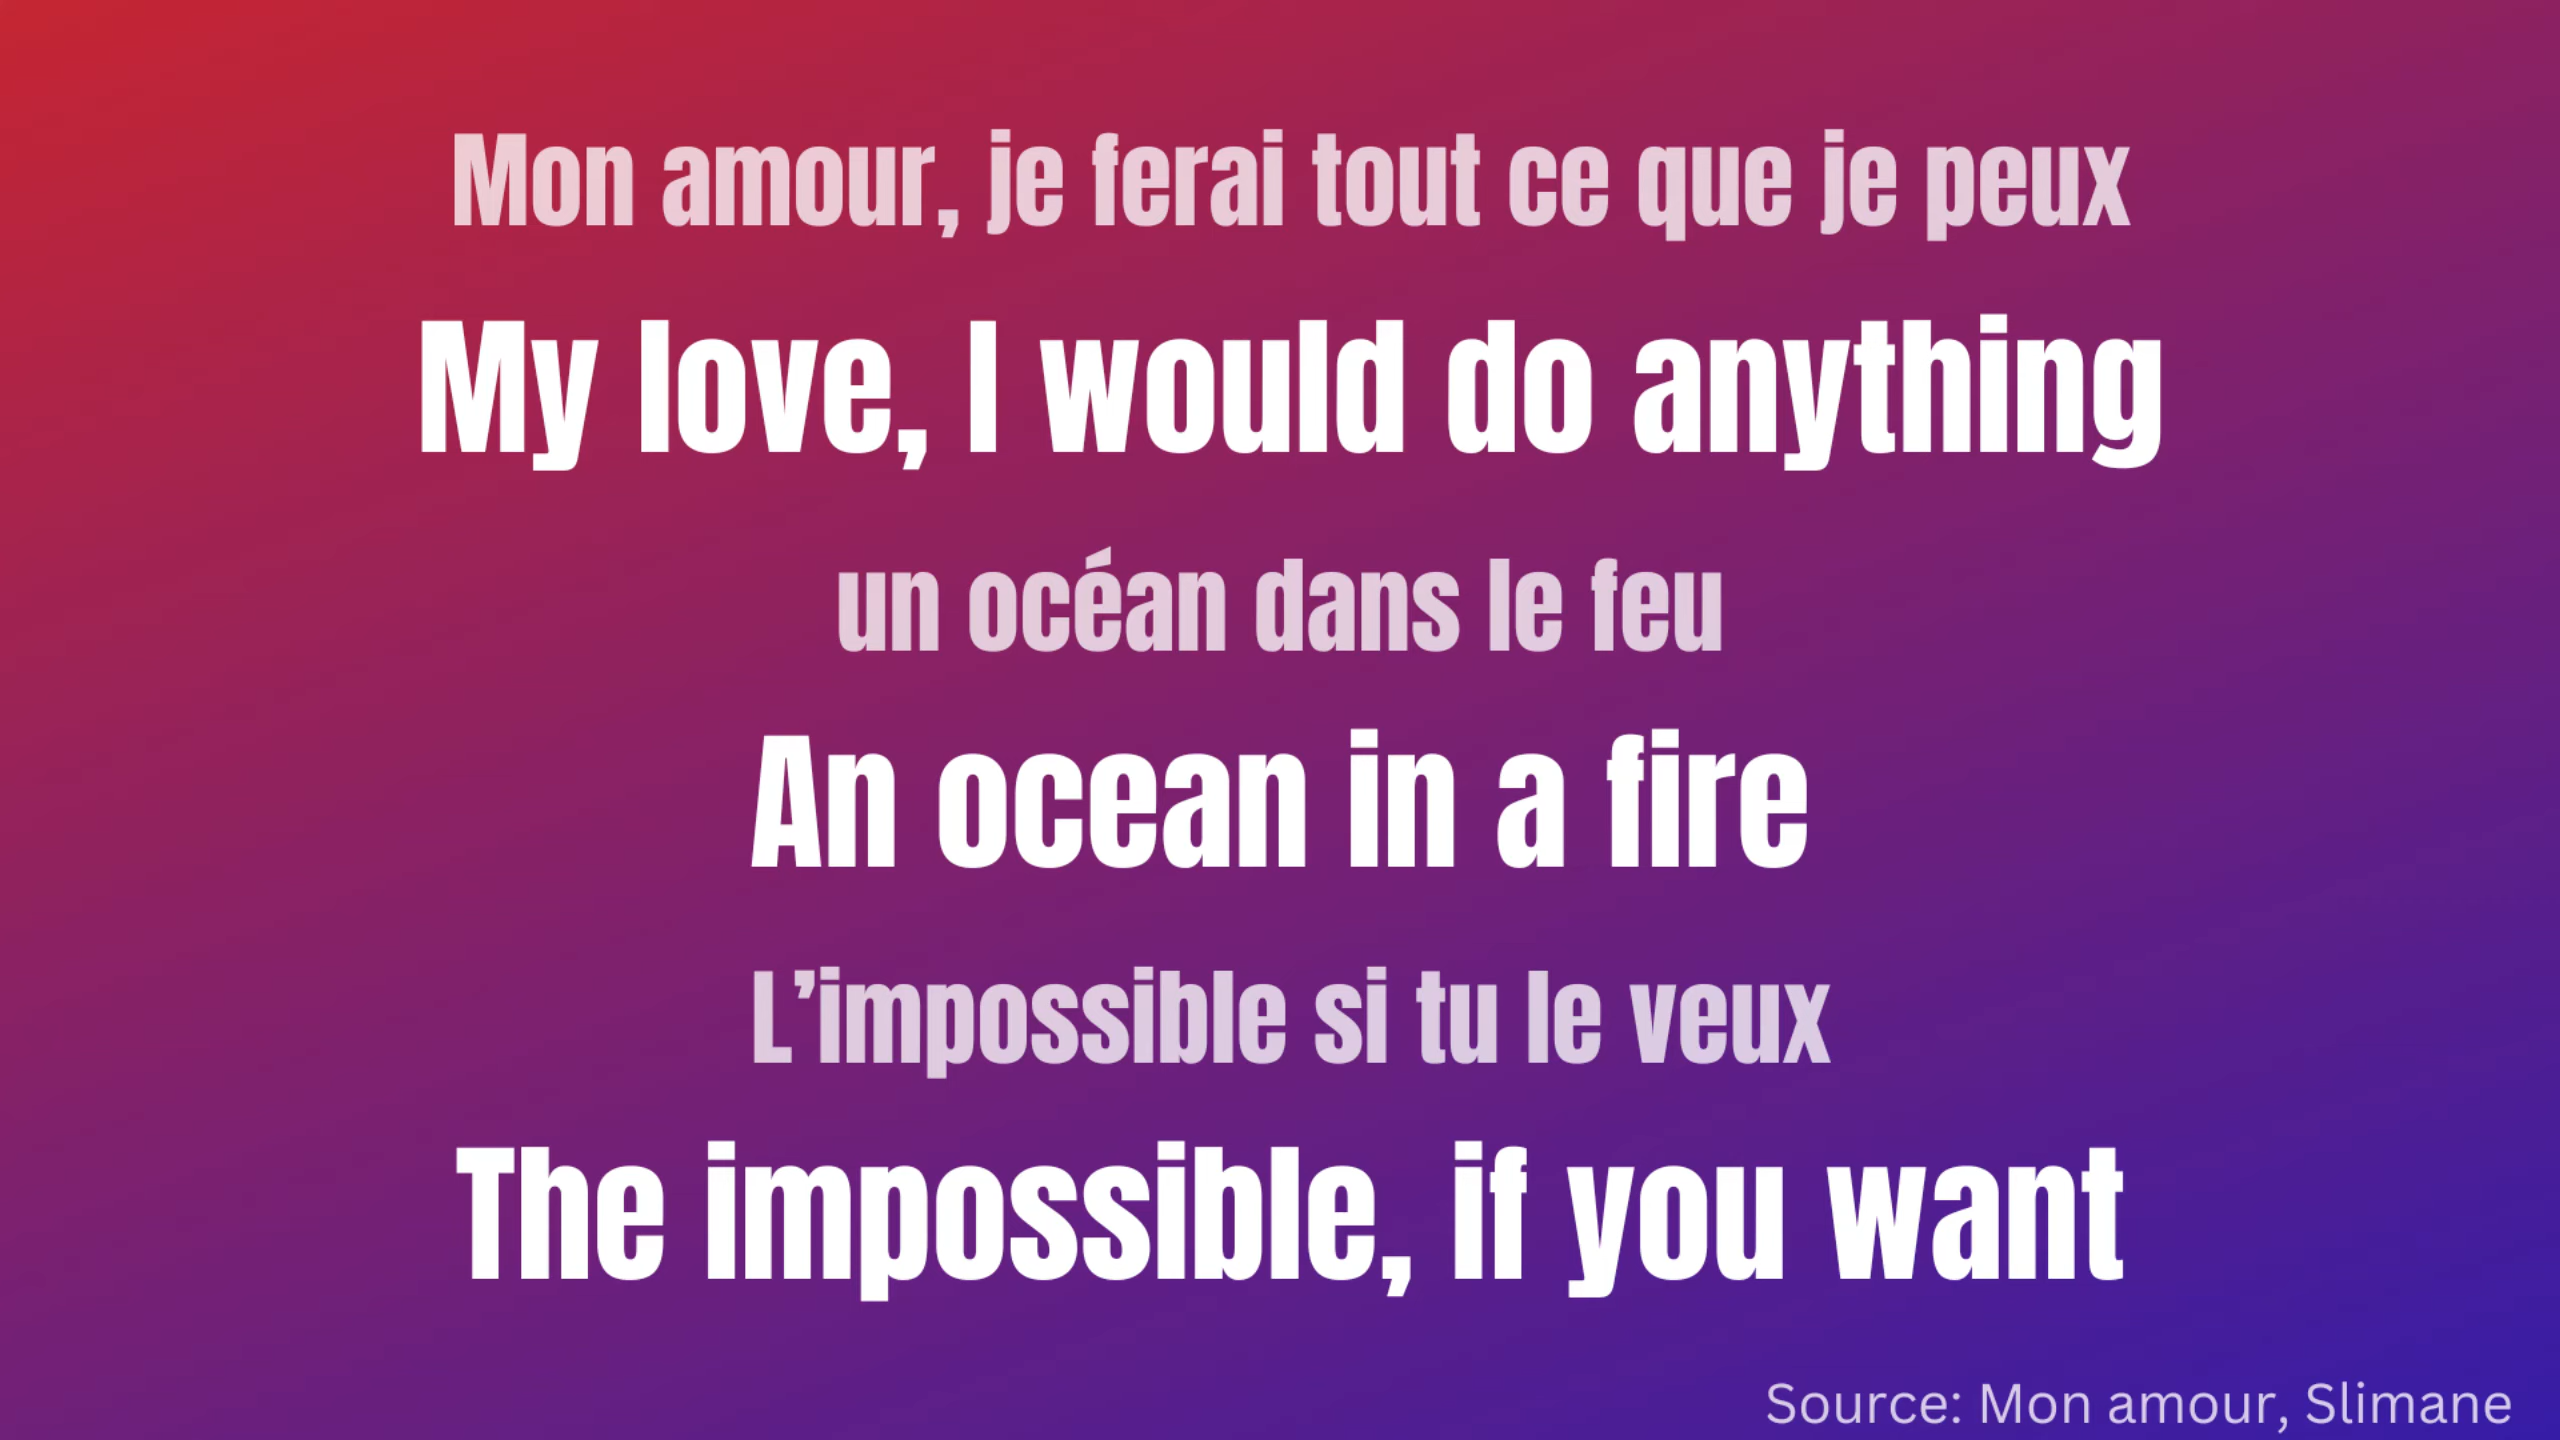 Mon amour, je ferai tout ce que je peux
My love, I would do anything
un océan dans le feu
An ocean in a fire
L’impossible si tu le veux
The impossible, if you want
Source: Mon amour, Slimane